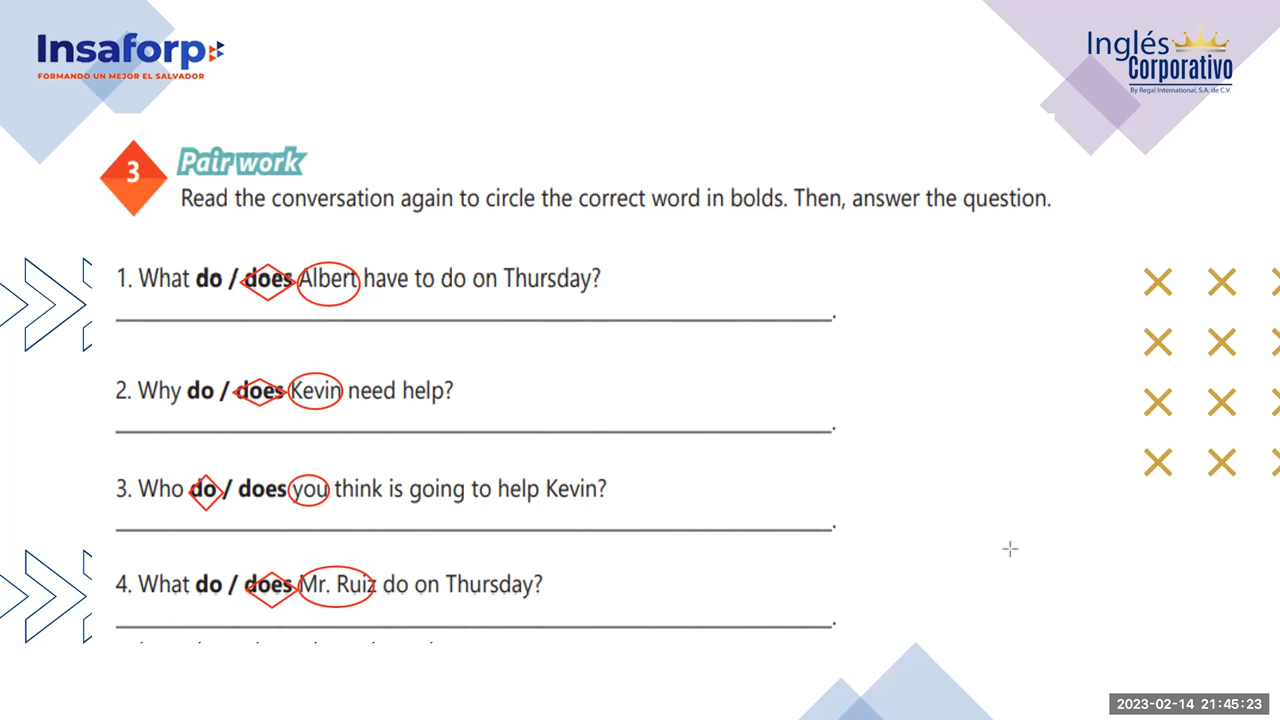 Insaforp
FORMANDO UN MEJOR EL SALVADOR
Inglés
Corporativo
By Regal International, S.A. de C.V.
3
Pair work
Read the conversation again to circle the correct word in bolds. Then, answer the question.
1. What do / does Albert have to do on Thursday?
2. Why do / does Kevin need help?
3. Who do / does you think is going to help Kevin?
4. What do / does Mr. Ruiz do on Thursday?
2023-02-14 21:45:23